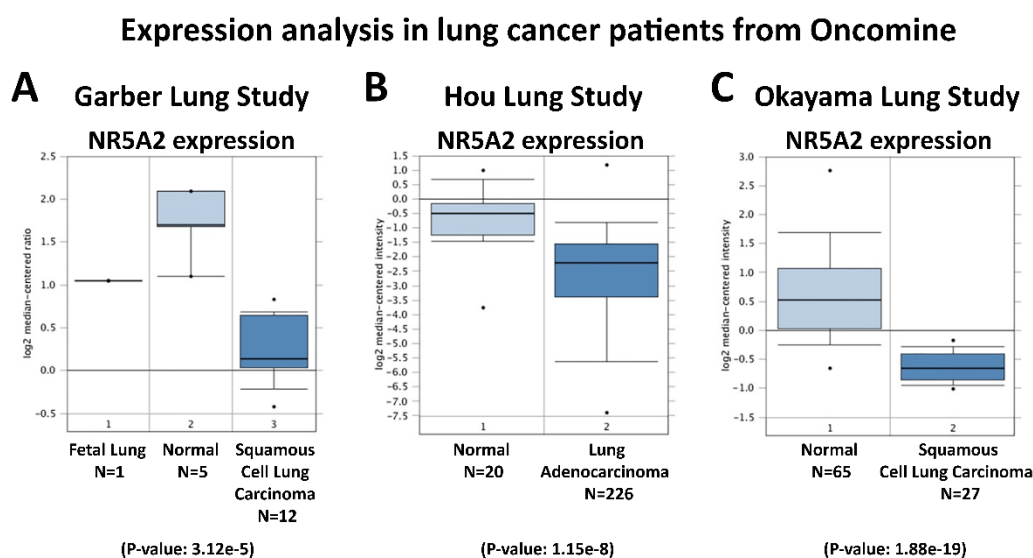 Expression analysis in lung cancer patients from Oncomine
A
Garber Lung Study
NR5A2 expression
log2 median-centered ratio
2.5
2.0
1.5
1.0
0.5
0.0
-0.5
1
2
3
Fetal Lung
N=1
Normal
N=5
Squamous
Cell Lung
Carcinoma
N=12
(P-value: 3.12e-5)
B
Hou Lung Study
NR5A2 expression
log2 median-centered intensity
1.5
1.0
0.5
0.0
-0.5
-1.0
-1.5
-2.0
-2.5
-3.0
-3.5
-4.0
-4.5
-5.0
-5.5
-6.0
-6.5
-7.0
-7.5
1
2
Normal
N=20
Lung
Adenocarcinoma
N=226
(P-value: 1.15e-8)
C
Okayama Lung Study
NR5A2 expression
log2 median-centered intensity
3.0
2.5
2.0
1.5
1.0
0.5
0.0
-0.5
-1.0
-1.5
1
2
Normal
N=65
Squamous
Cell Lung Carcinoma
N=27
(P-value: 1.88e-19)